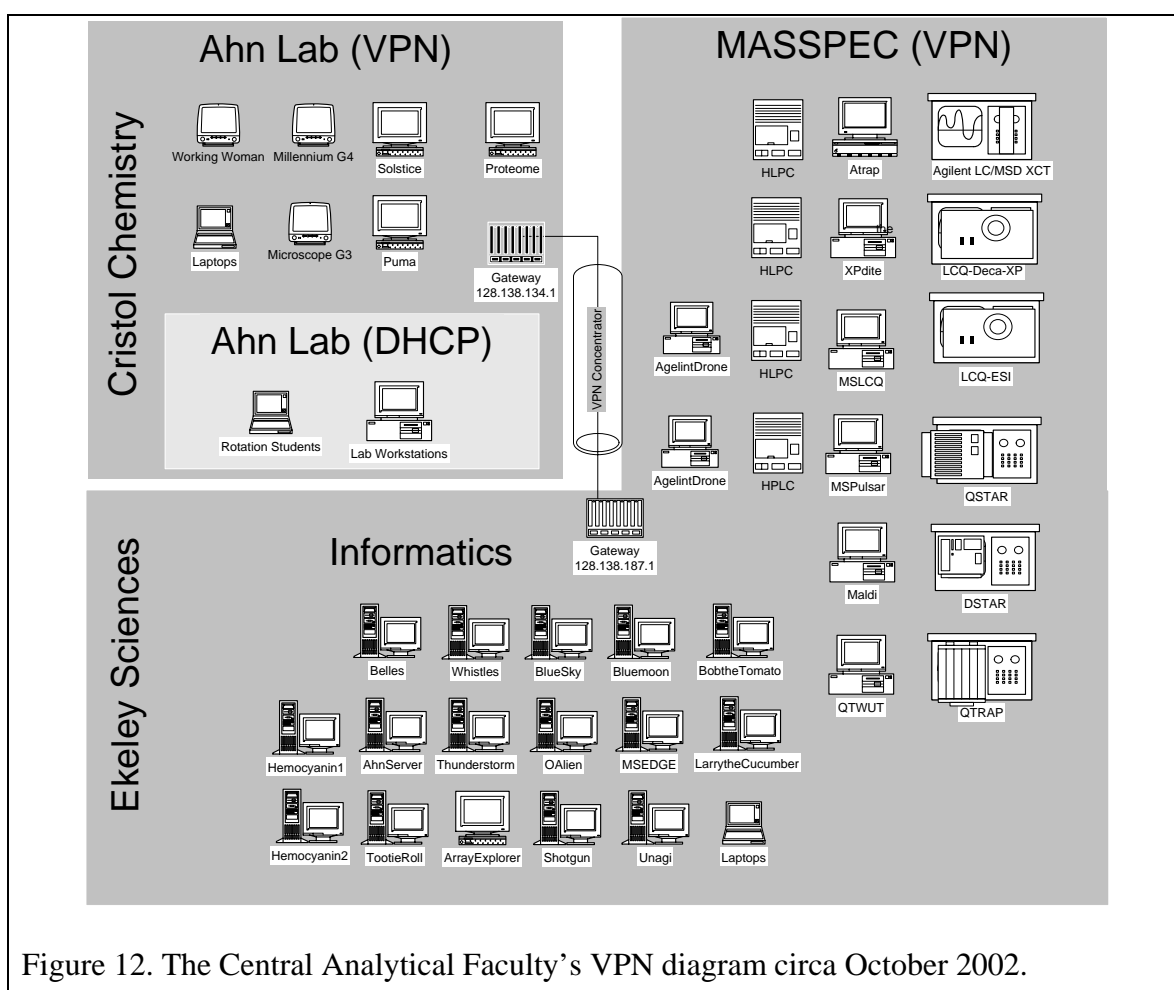 Ahn Lab (VPN)
Cristol Chemistry
Working Woman
Millennium G4
Solstice
Proteome
Laptops
Microscope G3
Puma
Gateway
128.138.134.1
Ahn Lab (DHCP)
Rotation Students
Lab Workstations
VPN Concentrator
MASSPEC (VPN)
HLPC
Atrap
Agilent LC/MSD XCT
HLPC
XPdite
LCQ-Deca-XP
AgelintDrone
HLPC
MSLCQ
LCQ-ESI
AgelintDrone
HPLC
MSPulsar
QSTAR
Maldi
DSTAR
QTWUT
QTRAP
Ekeley Sciences
Informatics
Gateway
128.138.187.1
Belles
Whistles
BlueSky
Bluemoon
BobtheTomato
Hemocyanin1
AhnServer
Thunderstorm
OAlien
MSEDGE
LarrytheCucumber
Hemocyanin2
TootieRoll
ArrayExplorer
Shotgun
Unagi
Laptops
Figure 12. The Central Analytical Faculty’s VPN diagram circa October 2002.